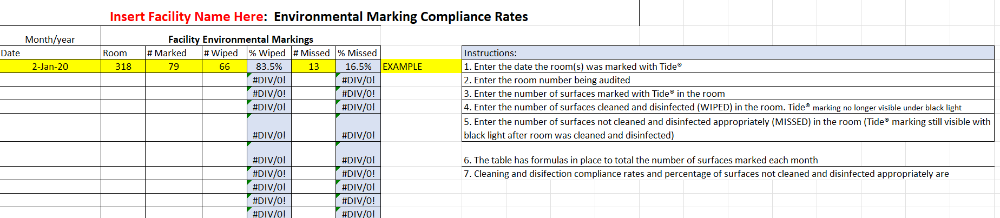 Insert Facility Name Here:  Environmental Marking Compliance Rates
Month/year Facility Environmental Markings
Date Room # Marked # Wiped % Wiped # Missed % Missed Instructions:
2-Jan-20 318 79 66 83.5% 13 16.5% EXAMPLE 1. Enter the date the room(s) was marked with Tide®
#DIV/0! #DIV/0! 2. Enter the room number being audited
#DIV/0! #DIV/0! 3. Enter the number of surfaces marked with Tide® in the room
#DIV/0! #DIV/0! 4. Enter the number of surfaces cleaned and disinfected (WIPED) in the room. Tide® marking no longer visible under black light
5. Enter the number of surfaces not cleaned and disinfected appropriately (MISSED) in the room (Tide® marking still visible with
#DIV/0! #DIV/0! black light after room was cleaned and disinfected)
#DIV/0! #DIV/0! 6. The table has formulas in place to total the number of surfaces marked each month
#DIV/0! #DIV/0! 7. Cleaning and disifection compliance rates and percentage of surfaces not cleaned and disinfected appropriately are
#DIV/0! #DIV/0!
#DIV/0! #DIV/0!
#DIV/0! #DIV/0!